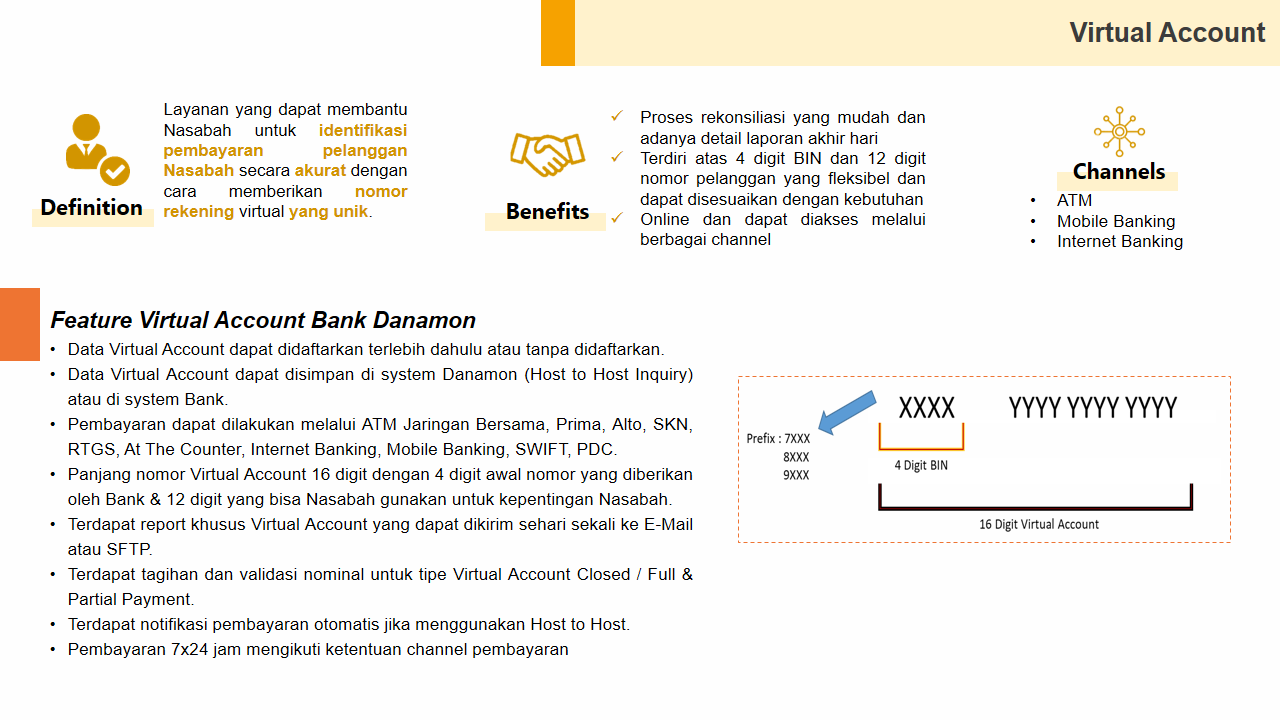 Virtual Account
Layanan yang dapat membantu
Nasabah untuk identifikasi
pembayaran pelanggan
Nasabah secara akurat dengan
cara memberikan nomor
rekening virtual yang unik.
Definition
Benefits
✓ Proses rekonsiliasi yang mudah dan
adanya detail laporan akhir hari
✓ Terdiri atas 4 digit BIN dan 12 digit
nomor pelanggan yang fleksibel dan
dapat disesuaikan dengan kebutuhan
✓ Online dan dapat diakses melalui
berbagai channel
Channels
• ATM
• Mobile Banking
• Internet Banking
Feature Virtual Account Bank Danamon
• Data Virtual Account dapat didaftarkan terlebih dahulu atau tanpa didaftarkan.
• Data Virtual Account dapat disimpan di system Danamon (Host to Host Inquiry)
atau di system Bank.
• Pembayaran dapat dilakukan melalui ATM Jaringan Bersama, Prima, Alto, SKN,
RTGS, At The Counter, Internet Banking, Mobile Banking, SWIFT, PDC.
• Panjang nomor Virtual Account 16 digit dengan 4 digit awal nomor yang diberikan
oleh Bank & 12 digit yang bisa Nasabah gunakan untuk kepentingan Nasabah.
• Terdapat report khusus Virtual Account yang dapat dikirim sehari sekali ke E-Mail
atau SFTP.
• Terdapat tagihan dan validasi nominal untuk tipe Virtual Account Closed / Full &
Partial Payment.
• Terdapat notifikasi pembayaran otomatis jika menggunakan Host to Host.
• Pembayaran 7x24 jam mengikuti ketentuan channel pembayaran
XXXX YYYY YYYY YYYY
Prefix : 7XXX
8XXX
9XXX
4 Digit BIN
16 Digit Virtual Account